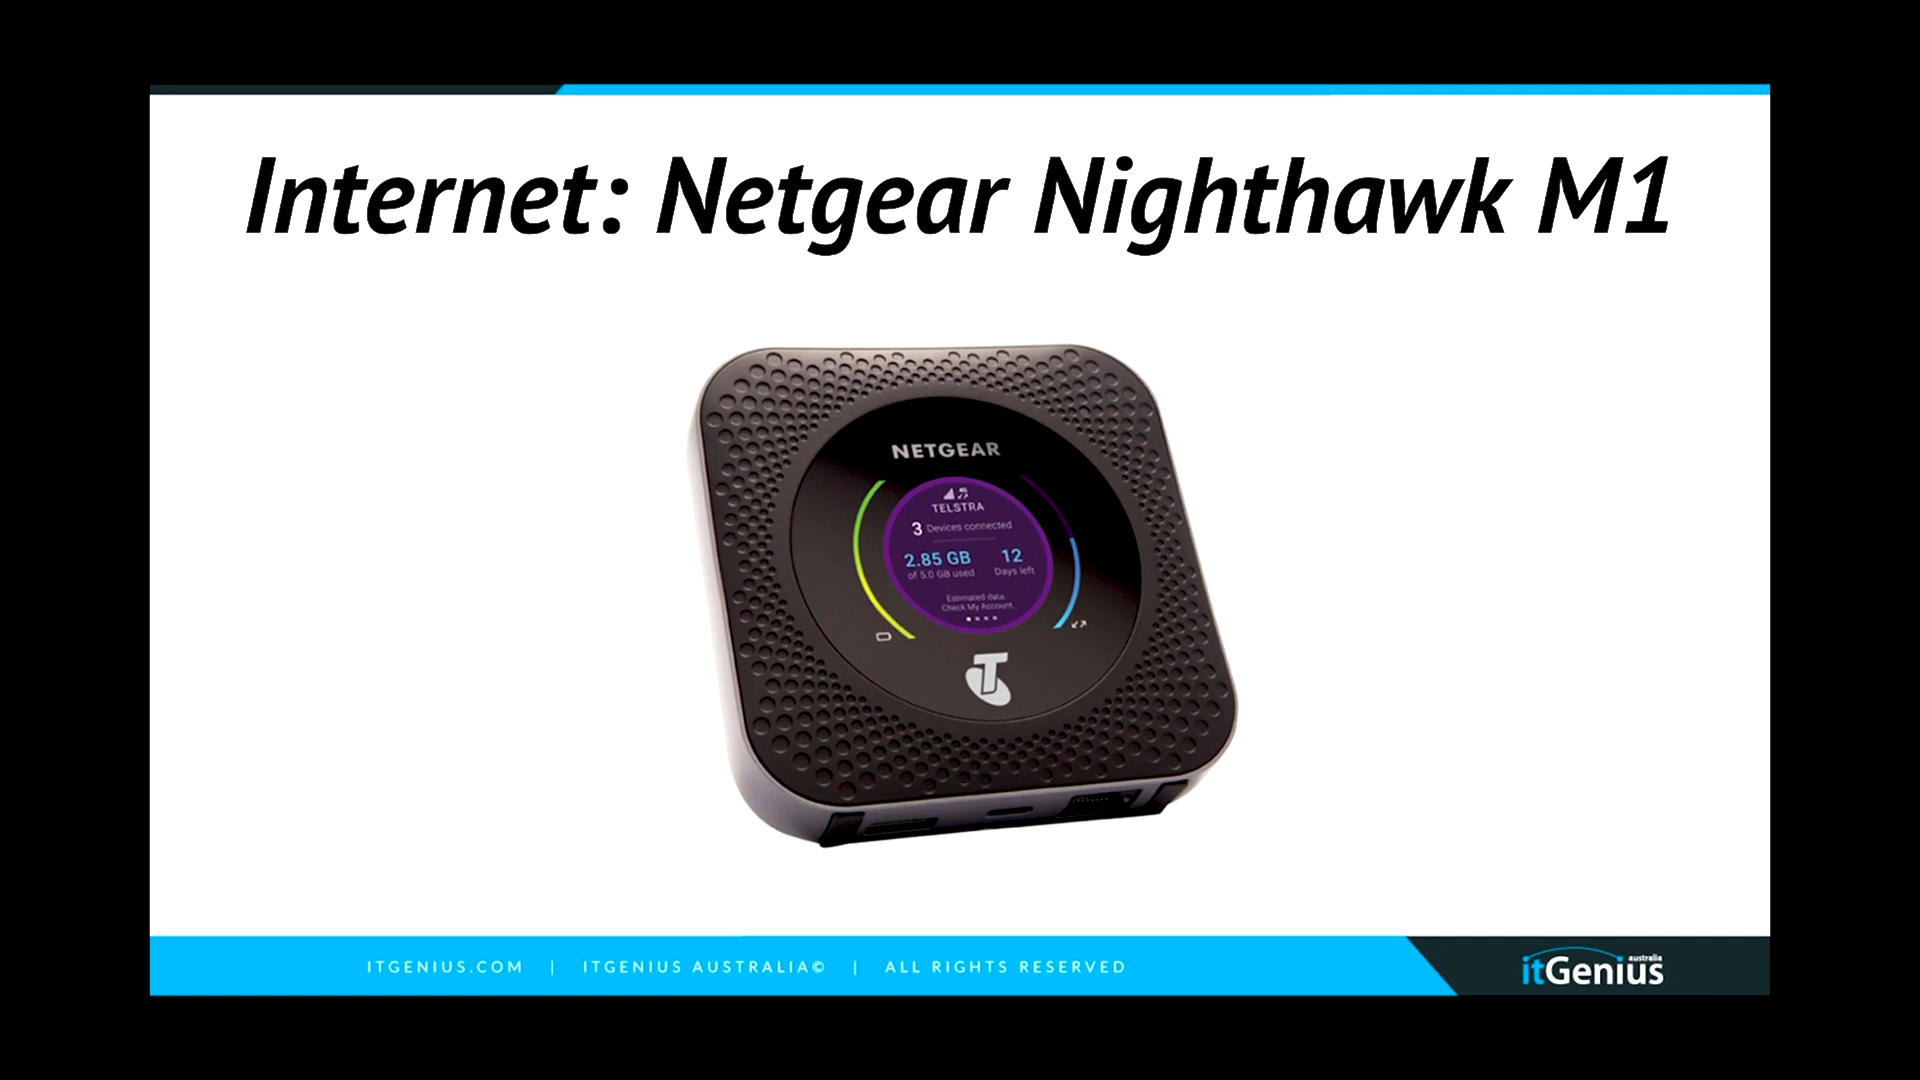 Internet: Netgear Nighthawk M1
NETGEAR
4G
TELSTRA
3 Devices connected
2.85 GB 12
of 5.0 GB used Days left
Estimated data.
Check My Account.
T
ITGENIUS.COM | ITGENIUS AUSTRALIA© | ALL RIGHTS RESERVED
itGenius australia